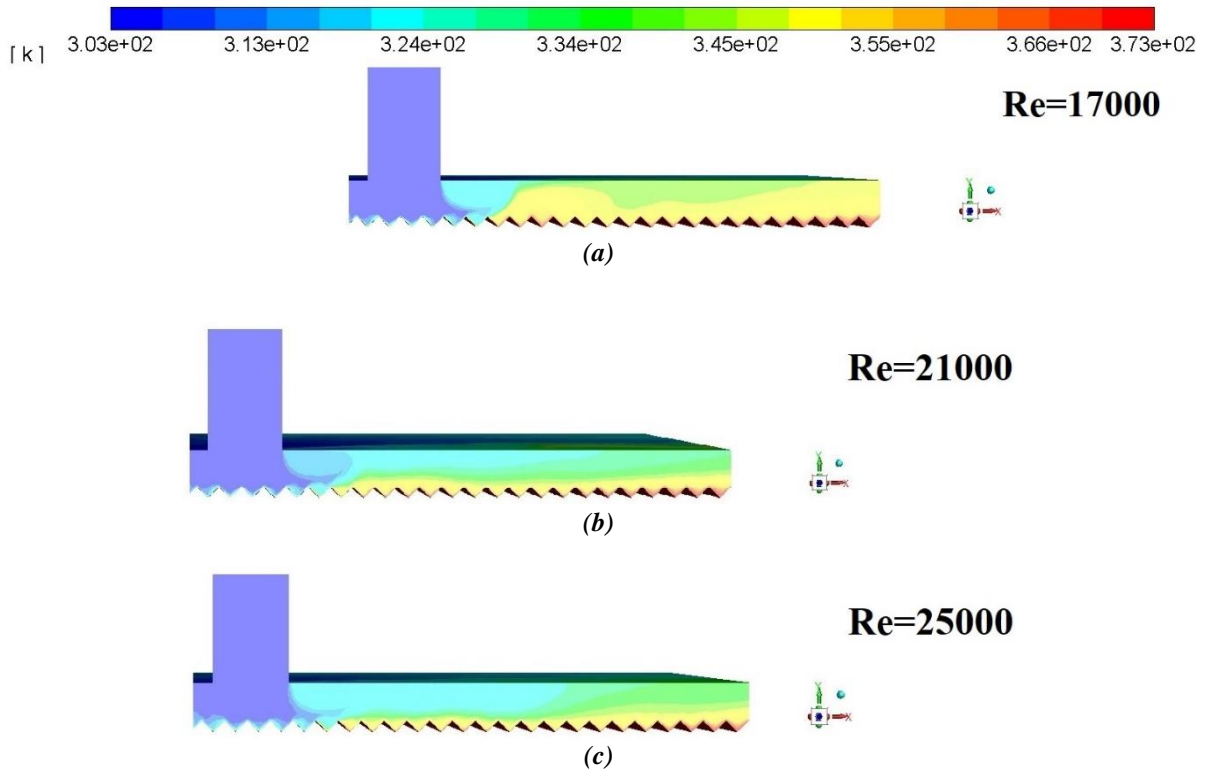 3.03e+02 3.13e+02 3.24e+02 3.34e+02 3.45e+02 3.55e+02 3.66e+02 3.73e+02
[k]
Re=17000
Y
X
(a)
Re=21000
Y
X
(b)
Re=25000
Y
X
(c)